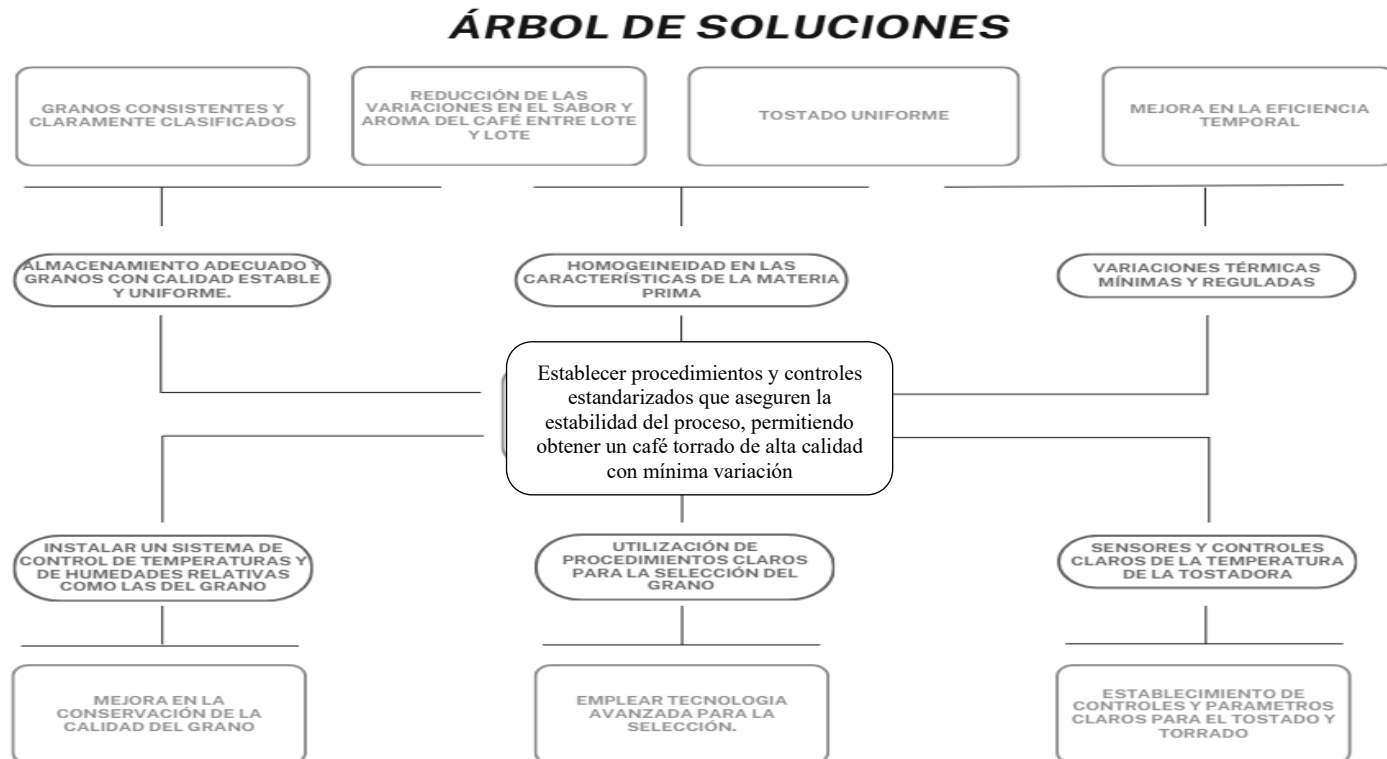 ÁRBOL DE SOLUCIONES
GRANOS CONSISTENTES Y
CLARAMENTE CLASIFICADOS
REDUCCIÓN DE LAS
VARIACIONES EN EL SABOR Y
AROMA DEL CAFÉ ENTRE LOTE
Y LOTE
TOSTADO UNIFORME
MEJORA EN LA EFICIENCIA
TEMPORAL
ALMACENAMIENTO ADECUADO Y
GRANOS CON CALIDAD ESTABLE
Y UNIFORME.
HOMOGEINEIDAD EN LAS
CARACTERÍSTICAS DE LA MATERIA
PRIMA
VARIACIONES TÉRMICAS
MÍNIMAS Y REGULADAS
Establecer procedimientos y controles
estandarizados que aseguren la
estabilidad del proceso, permitiendo
obtener un café torrado de alta calidad
con mínima variación
INSTALAR UN SISTEMA DE
CONTROL DE TEMPERATURAS Y
DE HUMEDADES RELATIVAS
COMO LAS DEL GRANO
UTILIZACIÓN DE
PROCEDIMIENTOS CLAROS
PARA LA SELECCIÓN DEL
GRANO
SENSORES Y CONTROLES
CLAROS DE LA TEMPERATURA
DE LA TOSTADORA
MEJORA EN LA
CONSERVACIÓN DE LA
CALIDAD DEL GRANO
EMPLEAR TECNOLOGIA
AVANZADA PARA LA
SELECCIÓN.
ESTABLECIMIENTO DE
CONTROLES Y PARAMETROS
CLAROS PARA EL TOSTADO Y
TORRADO